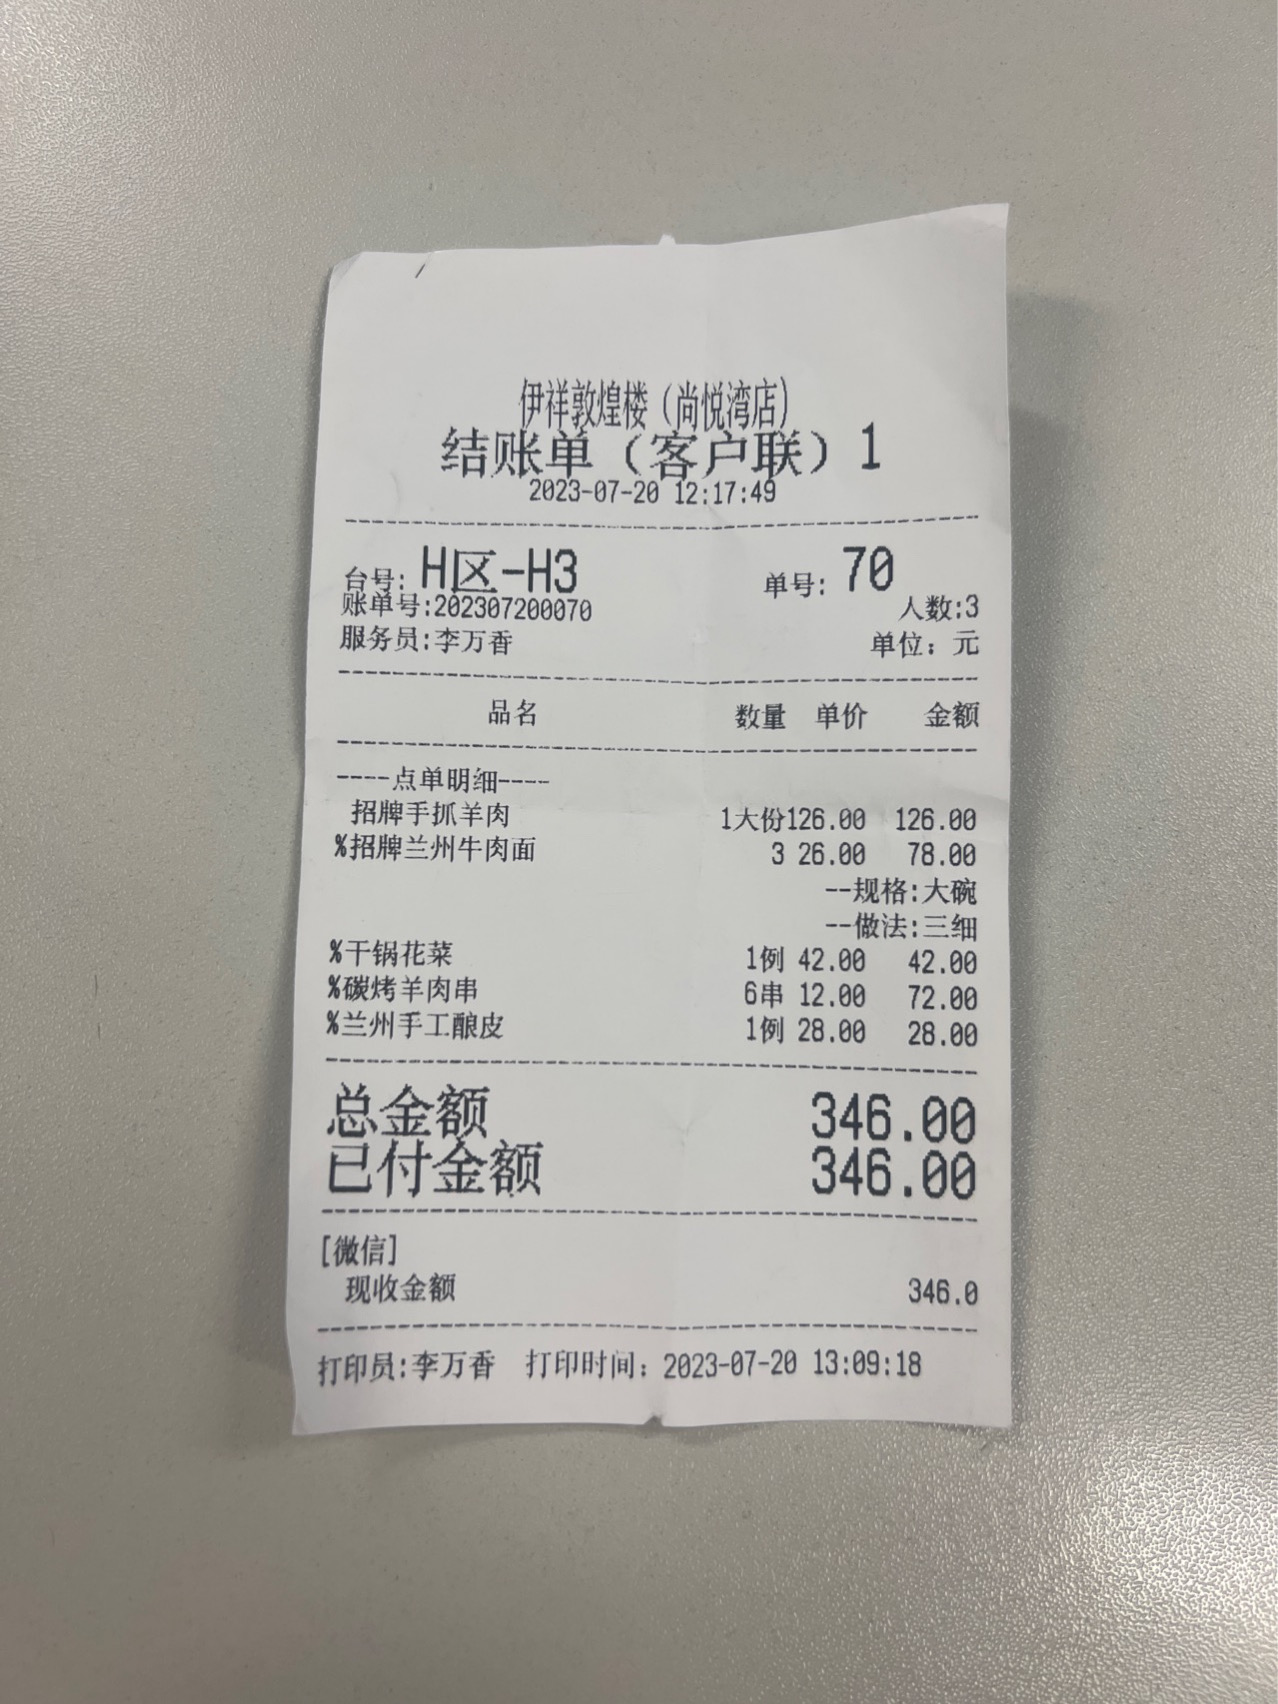 伊祥敦煌楼（尚悦湾店）
结账单（客户联）1
2023-07-20 12:17:49
台号: H区-H3 单号: 70
账单号:202307200070 人数:3
服务员:李万香 单位: 元
品名 数量 单价 金额
----点单明细----
招牌手抓羊肉 1大份126.00 126.00
%招牌兰州牛肉面 3 26.00 78.00
--规格:大碗
--做法:三细
%干锅花菜 1例 42.00 42.00
%碳烤羊肉串 6串 12.00 72.00
%兰州手工酿皮 1例 28.00 28.00
总金额 346.00
已付金额 346.00
[微信]
现收金额 346.0
打印员:李万香 打印时间: 2023-07-20 13:09:18